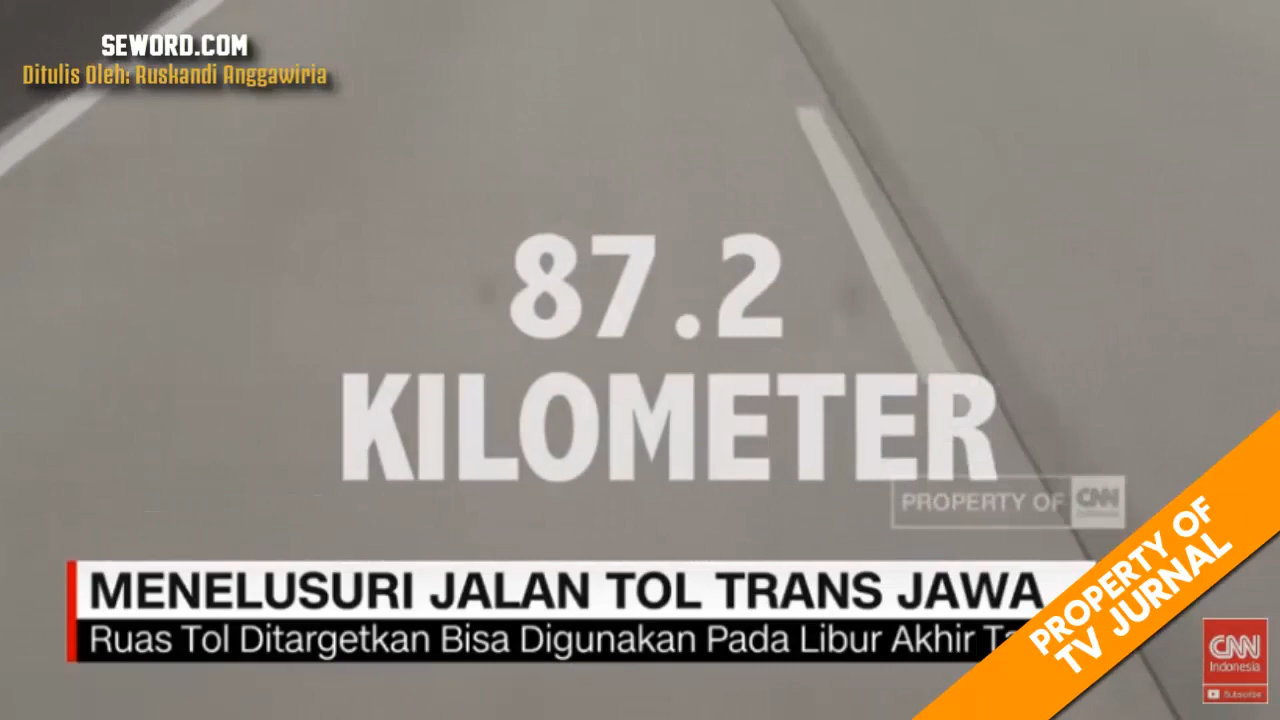 SEWORD.COM
Ditulis Oleh: Ruskandi Anggawiria
87.2
KILOMETER
PROPERTY OF CNN
MENELUSURI JALAN TOL TRANS JAWA
Ruas Tol Ditargetkan Bisa Digunakan Pada Libur Akhir
PROPERTY OF
TV JURNAL
CNN
Indonesia
Subscribe